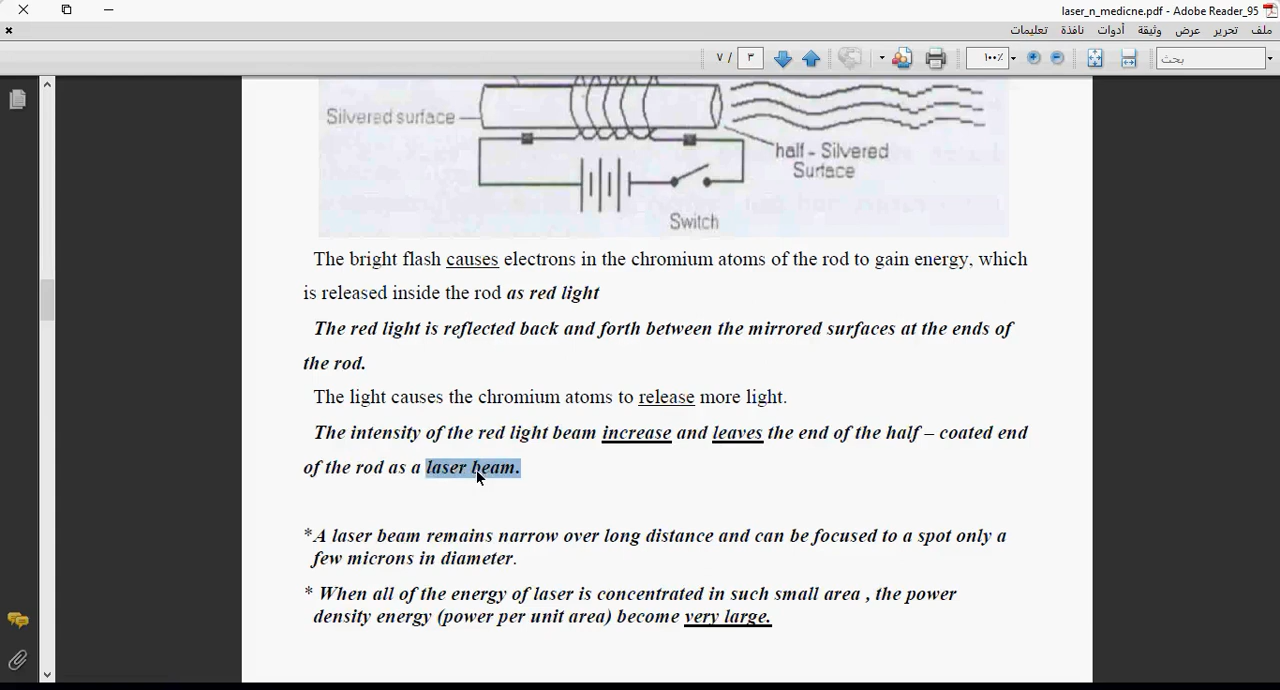 laser_n_medicne.pdf - Adobe Reader_95
ملف تحرير عرض وثيقة أدوات نافذة تعليمات
٣ / ٧ ١٠٠٪ بحث
Silvered surface
half - Silvered
Surface
Switch
The bright flash causes electrons in the chromium atoms of the rod to gain energy, which
is released inside the rod as red light
The red light is reflected back and forth between the mirrored surfaces at the ends of
the rod.
The light causes the chromium atoms to release more light.
The intensity of the red light beam increase and leaves the end of the half – coated end
of the rod as a laser beam.
*A laser beam remains narrow over long distance and can be focused to a spot only a
few microns in diameter.
* When all of the energy of laser is concentrated in such small area , the power
density energy (power per unit area) become very large.